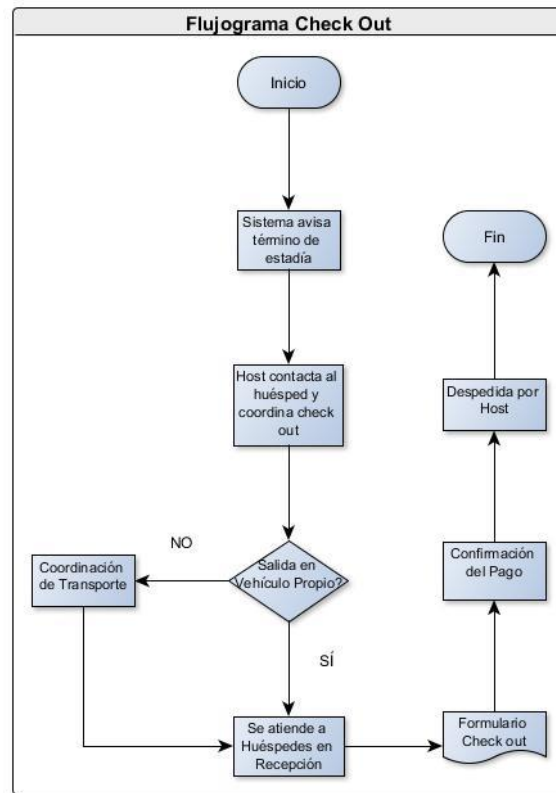 Flujograma Check Out
Inicio
Sistema avisa
término de
estadía
Host contacta al
huésped y
coordina check
out
Salida en
Vehículo Propio?
NO
Coordinación
de Transporte
SÍ
Se atiende a
Huéspedes en
Recepción
Formulario
Check out
Confirmación
del Pago
Despedida por
Host
Fin